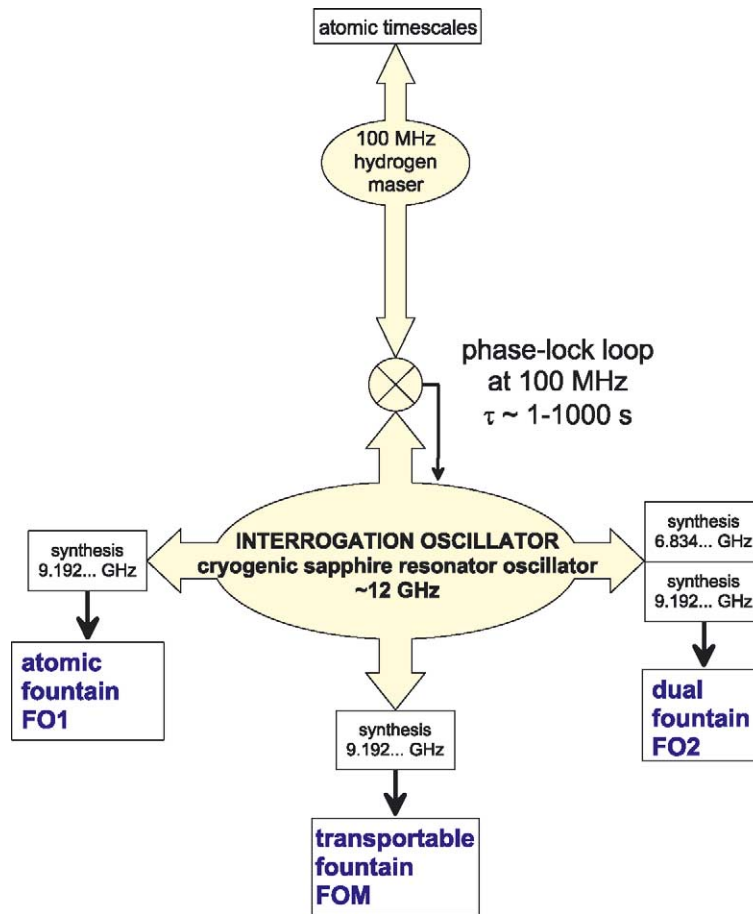 atomic timescales
100 MHz
hydrogen
maser
phase-lock loop
at 100 MHz
τ ~ 1-1000 s
INTERROGATION OSCILLATOR
cryogenic sapphire resonator oscillator
~12 GHz
synthesis
9.192... GHz
atomic
fountain
FO1
synthesis
6.834... GHz
synthesis
9.192... GHz
dual
fountain
FO2
synthesis
9.192... GHz
transportable
fountain
FOM